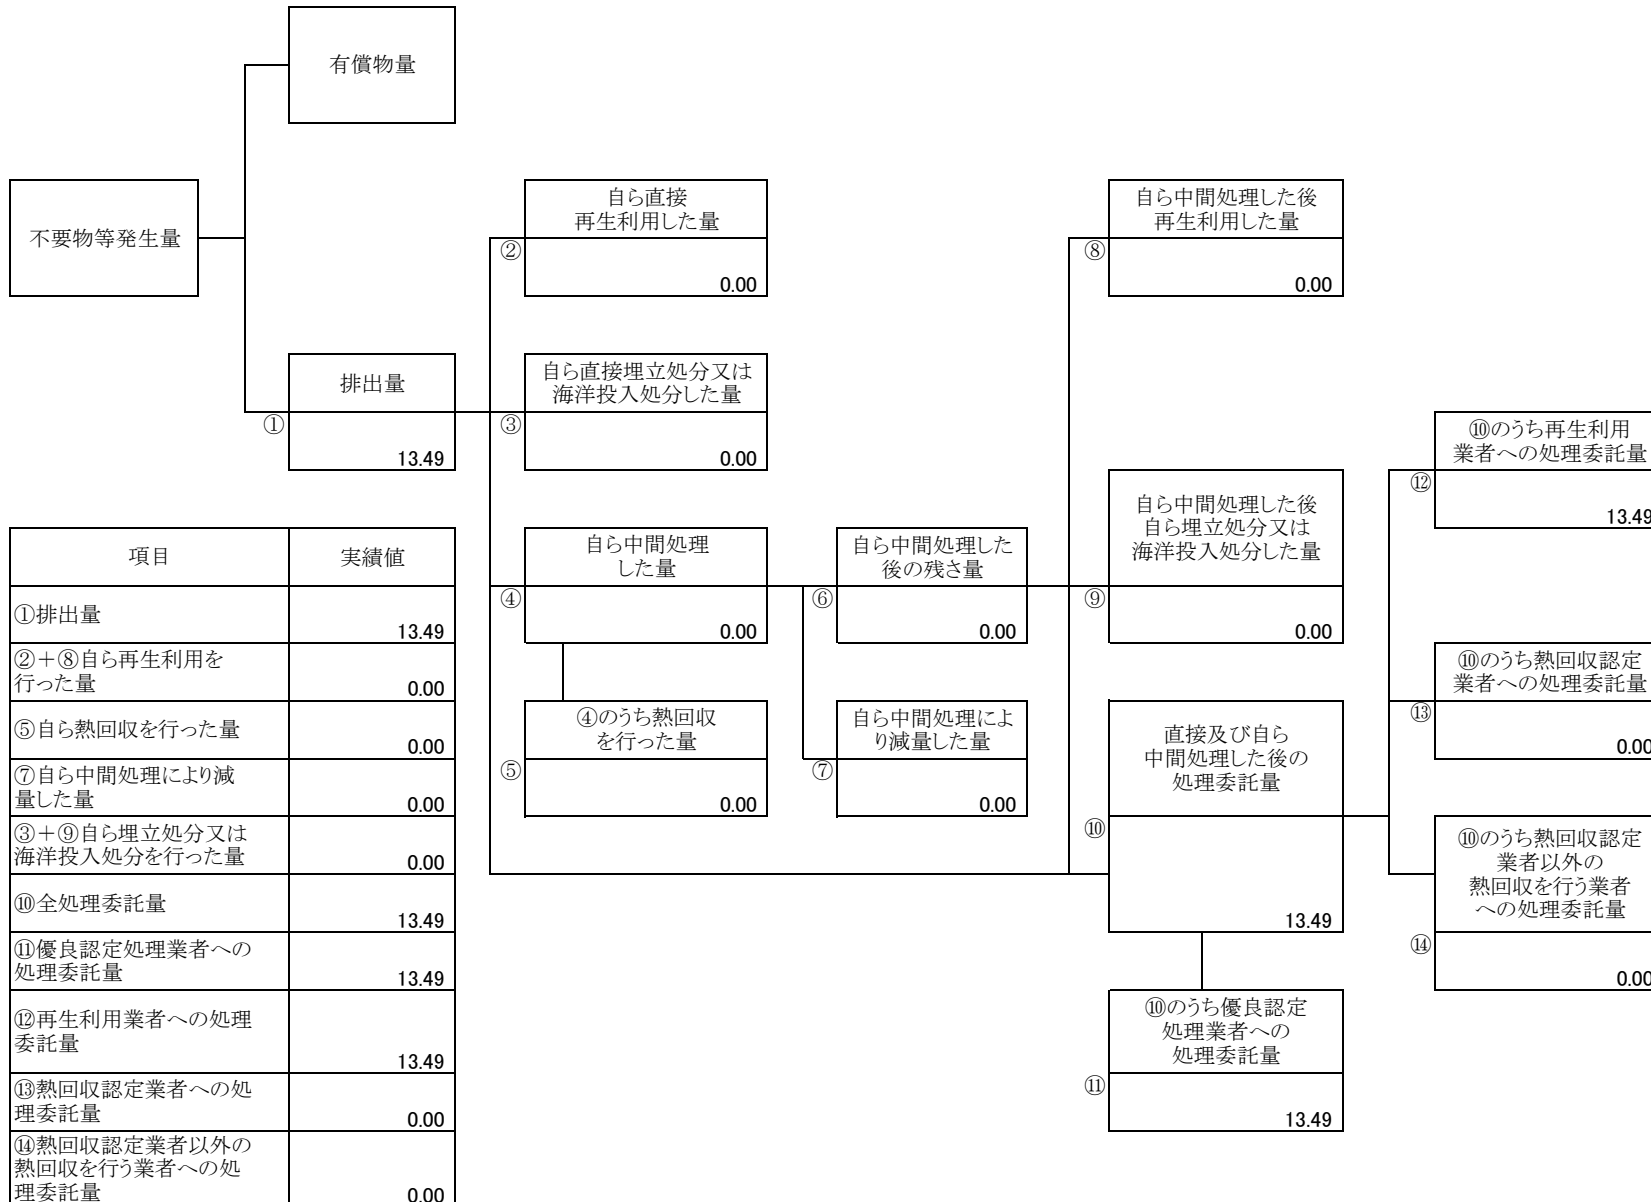 有償物量
不要物等発生量
自ら直接
再生利用した量
②
0.00
自ら中間処理した後
再生利用した量
⑧
0.00
排出量
①
13.49
自ら直接埋立処分又は
海洋投入処分した量
③
0.00
⑩のうち再生利用
業者への処理委託量
⑫
13.49
自ら中間処理した後
自ら埋立処分又は
海洋投入処分した量
⑨
0.00
自ら中間処理
した量
④
0.00
自ら中間処理した
後の残さ量
⑥
0.00
⑩のうち熱回収認定
業者への処理委託量
⑬
0.00
④のうち熱回収
を行った量
⑤
0.00
自ら中間処理によ
り減量した量
⑦
0.00
直接及び自ら
中間処理した後の
処理委託量
⑩
13.49
⑩のうち熱回収認定
業者以外の
熱回収を行う業者
への処理委託量
⑭
0.00
⑩のうち優良認定
処理業者への
処理委託量
⑪
13.49
項目 実績値
①排出量 13.49
②+⑧自ら再生利用を
行った量 0.00
⑤自ら熱回収を行った量 0.00
⑦自ら中間処理により減
量した量 0.00
③+⑨自ら埋立処分又は
海洋投入処分を行った量 0.00
⑩全処理委託量 13.49
⑪優良認定処理業者への
処理委託量 13.49
⑫再生利用業者への処理
委託量 13.49
⑬熱回収認定業者への処
理委託量 0.00
⑭熱回収認定業者以外の
熱回収を行う業者への処
理委託量 0.00